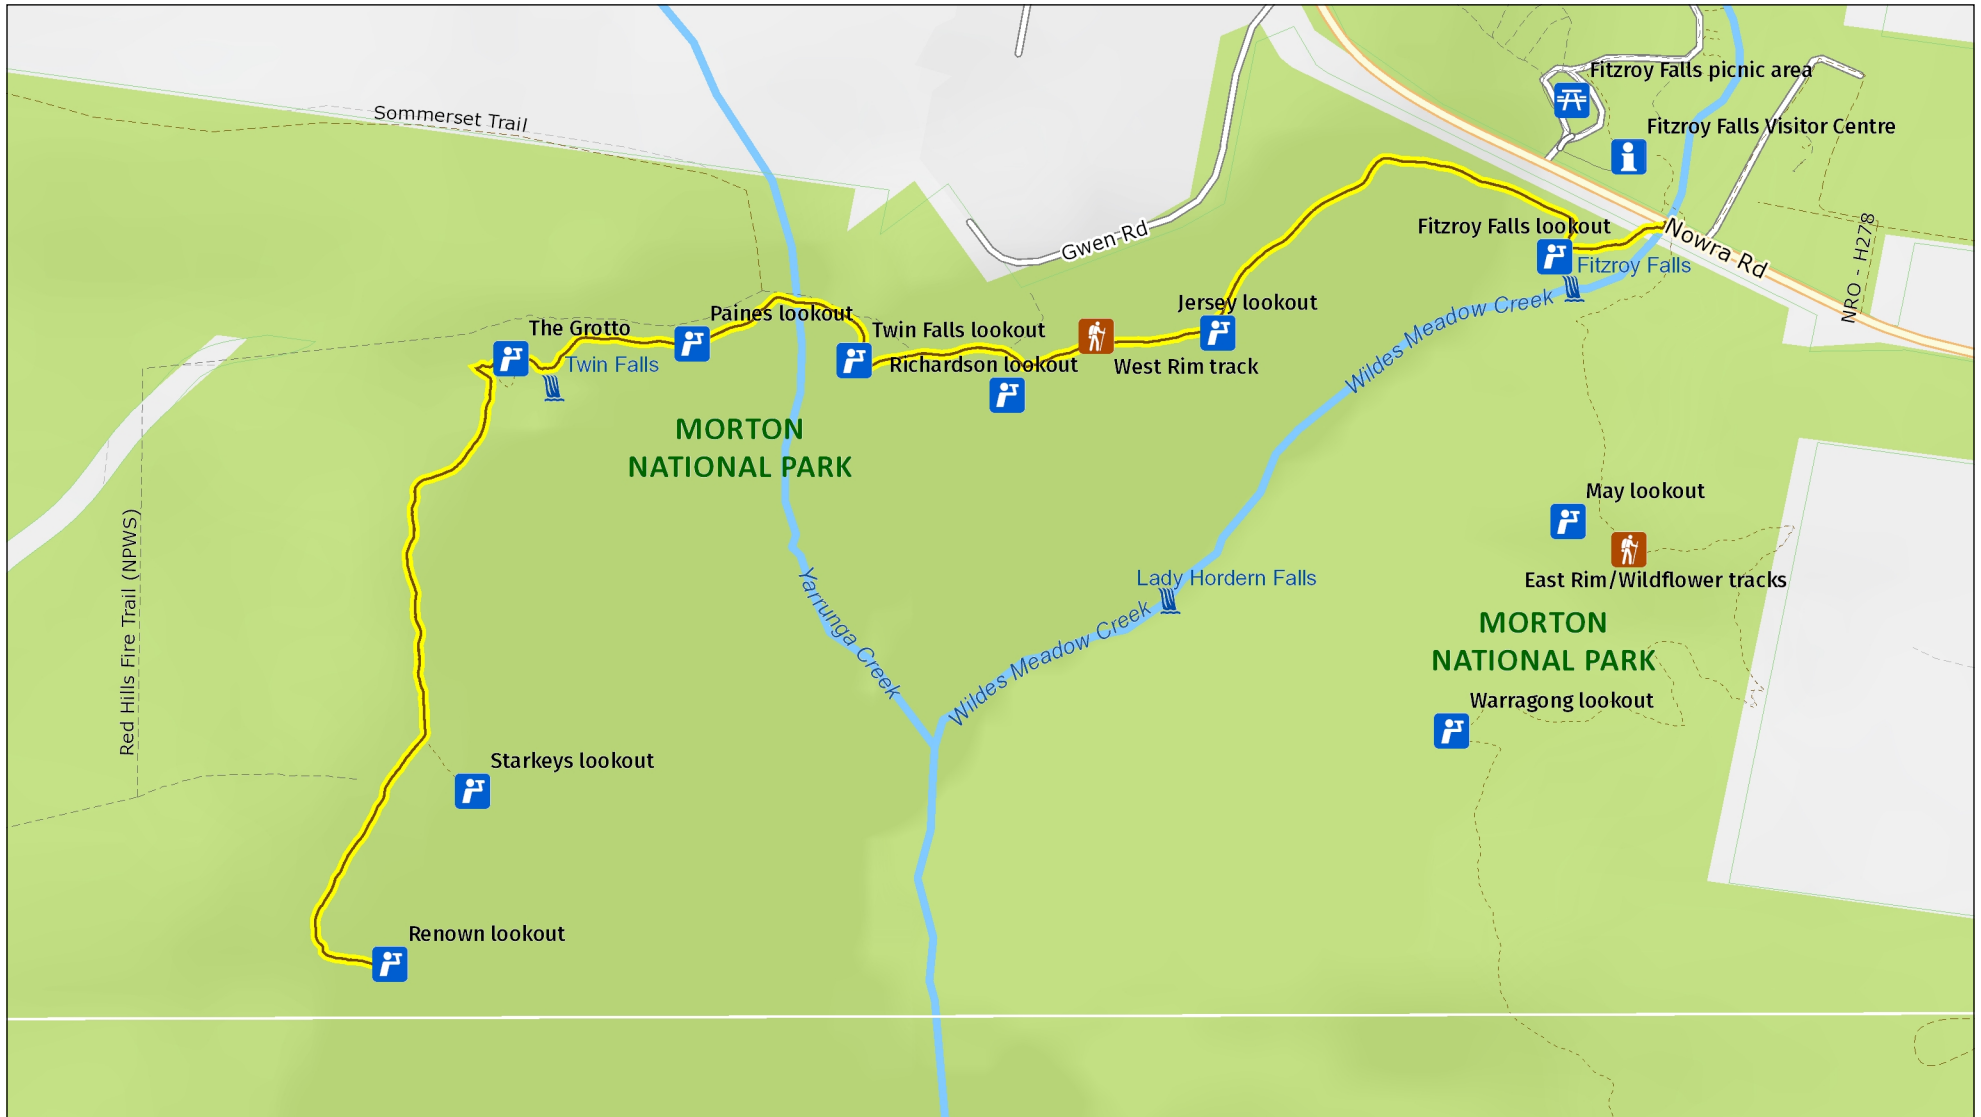 Fitzroy Falls picnic area
Sommerset Trail
Fitzroy Falls Visitor Centre
Gwen Rd
Fitzroy Falls lookout
Nowra Rd
NRO - H278
Fitzroy Falls
Jersey lookout
Wildes Meadow Creek
Paines lookout
The Grotto
Twin Falls lookout
Twin Falls
Richardson lookout
West Rim track
MORTON
NATIONAL PARK
May lookout
Red Hills Fire Trail (NPWS)
East Rim/Wildflower tracks
Lady Hordern Falls
Yarrunga Creek
Wildes Meadow Creek
MORTON
NATIONAL PARK
Warragong lookout
Starkeys lookout
Renown lookout